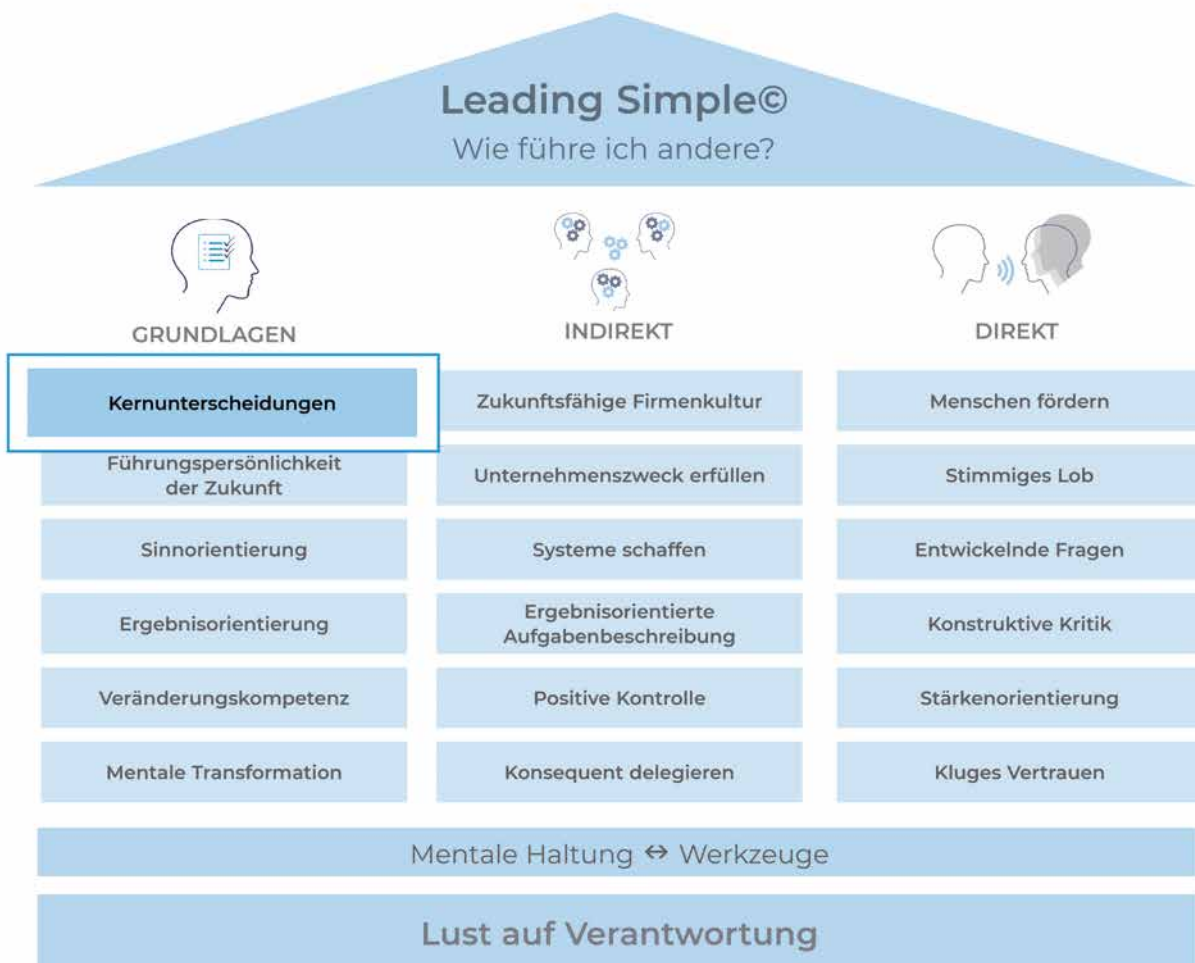 Leading Simple©
Wie führe ich andere?
GRUNDLAGEN
INDIREKT
DIREKT
Kernunterscheidungen
Zukunftsfähige Firmenkultur
Menschen fördern
Führungspersönlichkeit
der Zukunft
Unternehmenszweck erfüllen
Stimmiges Lob
Sinnorientierung
Systeme schaffen
Entwickelnde Fragen
Ergebnisorientierung
Ergebnisorientierte
Aufgabenbeschreibung
Konstruktive Kritik
Veränderungskompetenz
Positive Kontrolle
Stärkenorientierung
Mentale Transformation
Konsequent delegieren
Kluges Vertrauen
Mentale Haltung ↔ Werkzeuge
Lust auf Verantwortung